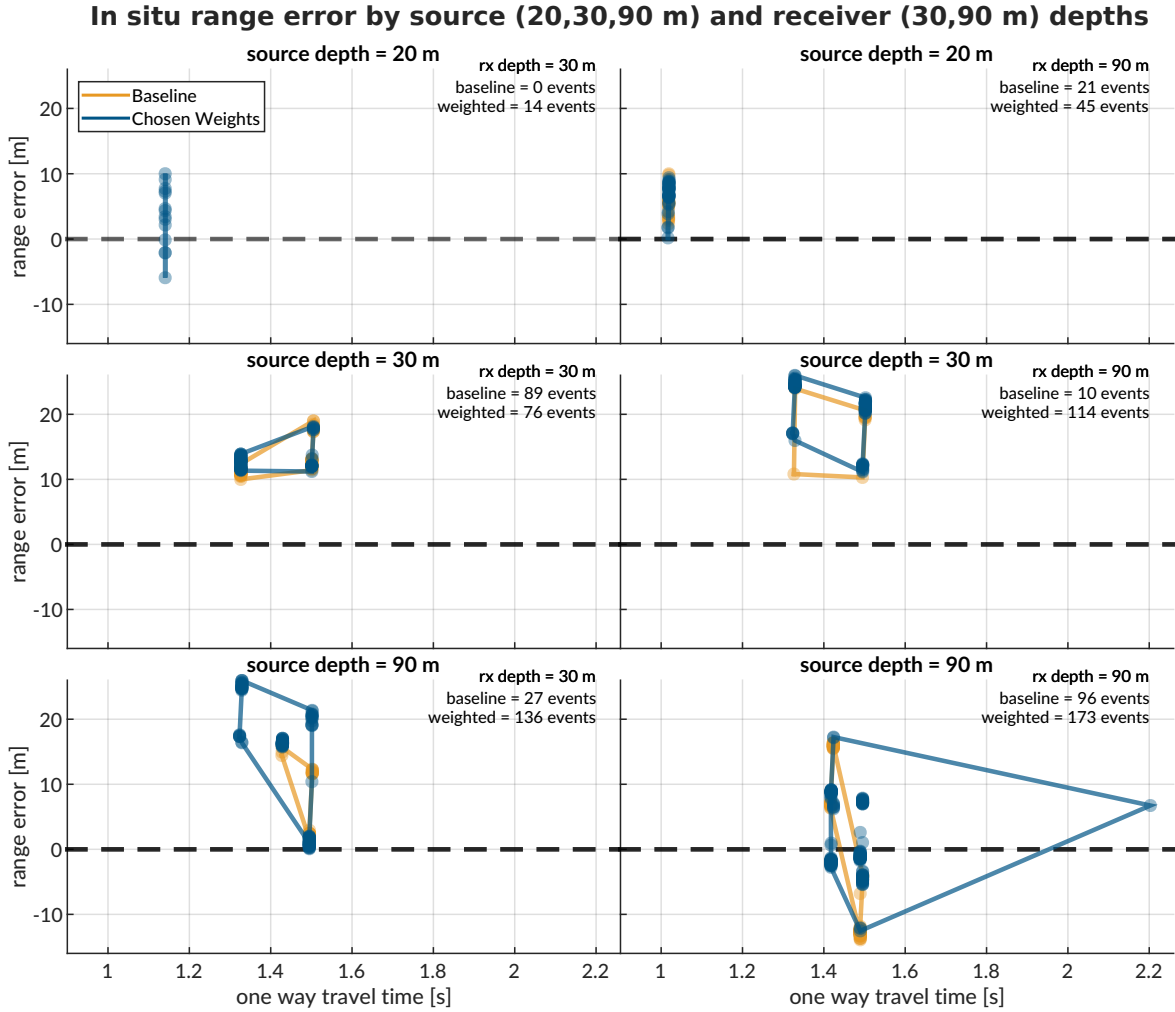 In situ range error by source (20,30,90 m) and receiver (30,90 m) depths
source depth = 20 m
rx depth = 30 m
baseline = 0 events
weighted = 14 events
Baseline
Chosen Weights
20
10
0
-10
range error [m]
source depth = 20 m
rx depth = 90 m
baseline = 21 events
weighted = 45 events
source depth = 30 m
rx depth = 30 m
baseline = 89 events
weighted = 76 events
20
10
0
-10
range error [m]
source depth = 30 m
rx depth = 90 m
baseline = 10 events
weighted = 114 events
source depth = 90 m
rx depth = 30 m
baseline = 27 events
weighted = 136 events
20
10
0
-10
range error [m]
1 1.2 1.4 1.6 1.8 2 2.2
one way travel time [s]
source depth = 90 m
rx depth = 90 m
baseline = 96 events
weighted = 173 events
1 1.2 1.4 1.6 1.8 2 2.2
one way travel time [s]